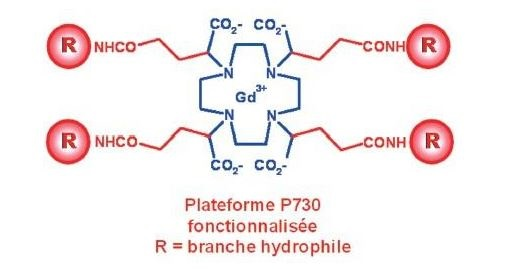 CO₂- CO₂-
R NHCO CONH R
N N
Gd³⁺
N N
R NHCO CONH R
CO₂- CO₂-
Plateforme P730
fonctionnalisée
R = branche hydrophile